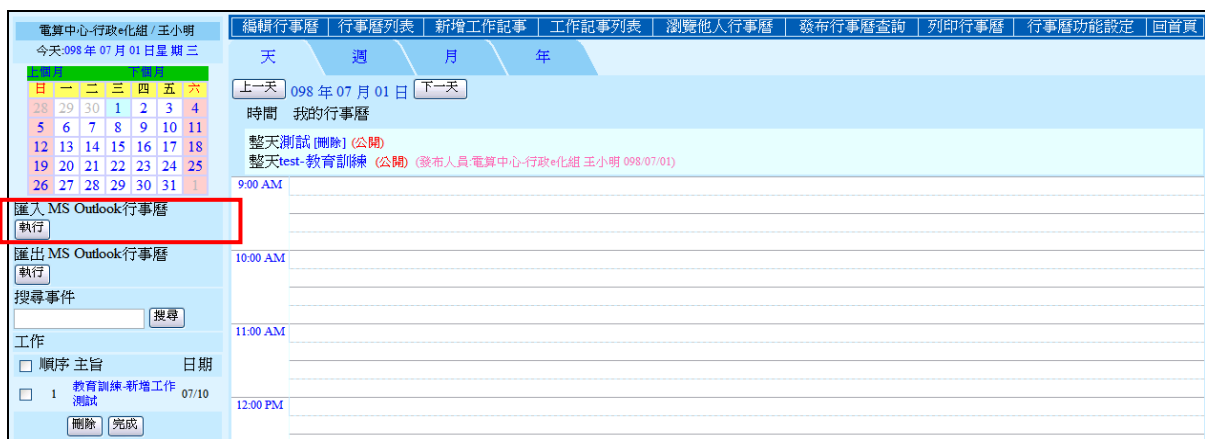 電算中心-行政e化組 / 王小明
今天:098 年 07 月 01 日星 期 三
上個月 下個月
日 一 二 三 四 五 六
28 29 30 1 2 3 4
5 6 7 8 9 10 11
12 13 14 15 16 17 18
19 20 21 22 23 24 25
26 27 28 29 30 31 1
匯入 MS Outlook行事曆
執行
匯出 MS Outlook行事曆
執行
搜尋事件
搜尋
工作
順序 主旨 日期
1 教育訓練-新增工作測試 07/10
刪除 完成
編輯行事曆 | 行事曆列表 | 新增工作記事 | 工作記事列表 | 瀏覽他人行事曆 | 發布行事曆查詢 | 列印行事曆 | 行事曆功能設定 | 回首頁
天 週 月 年
上一天 098 年 07 月 01 日 下一天
時間 我的行事曆
整天測試 [刪除] (公開)
整天test-教育訓練 (公開) (發布人員:電算中心-行政e化組 王小明 098/07/01)
9:00 AM
10:00 AM
11:00 AM
12:00 PM